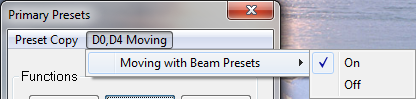 Primary Presets
Preset Copy D0,D4 Moving
Moving with Beam Presets On
Off
Functions